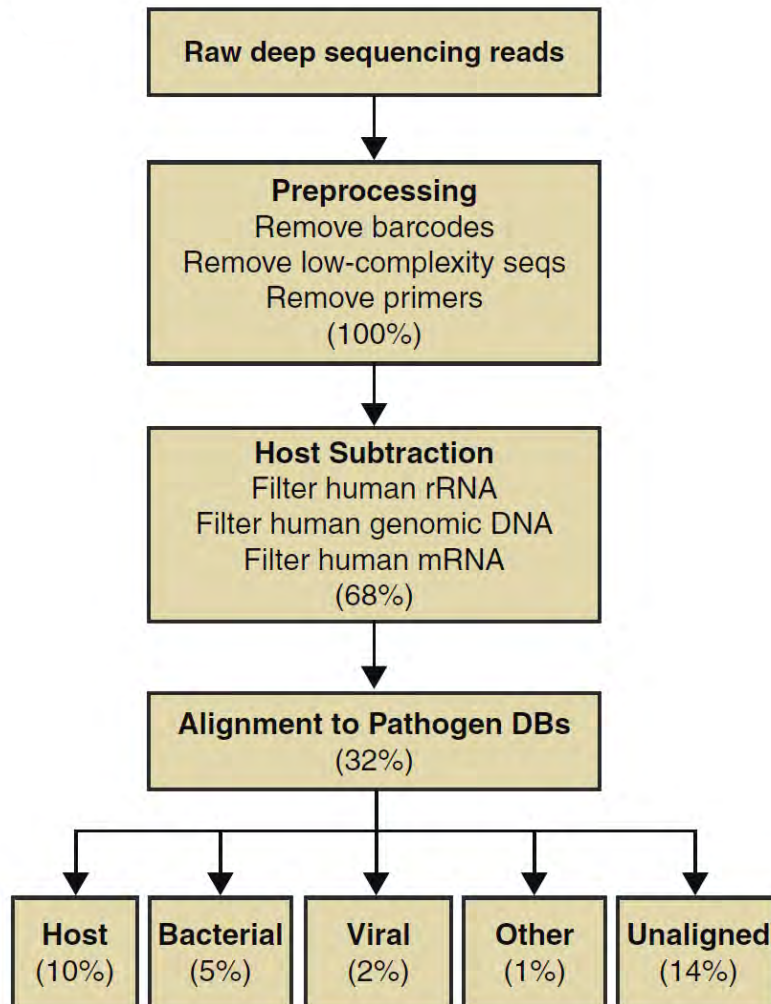 Raw deep sequencing reads
Preprocessing
Remove barcodes
Remove low-complexity seqs
Remove primers
(100%)
Host Subtraction
Filter human rRNA
Filter human genomic DNA
Filter human mRNA
(68%)
Alignment to Pathogen DBs
(32%)
Host
(10%)
Bacterial
(5%)
Viral
(2%)
Other
(1%)
Unaligned
(14%)